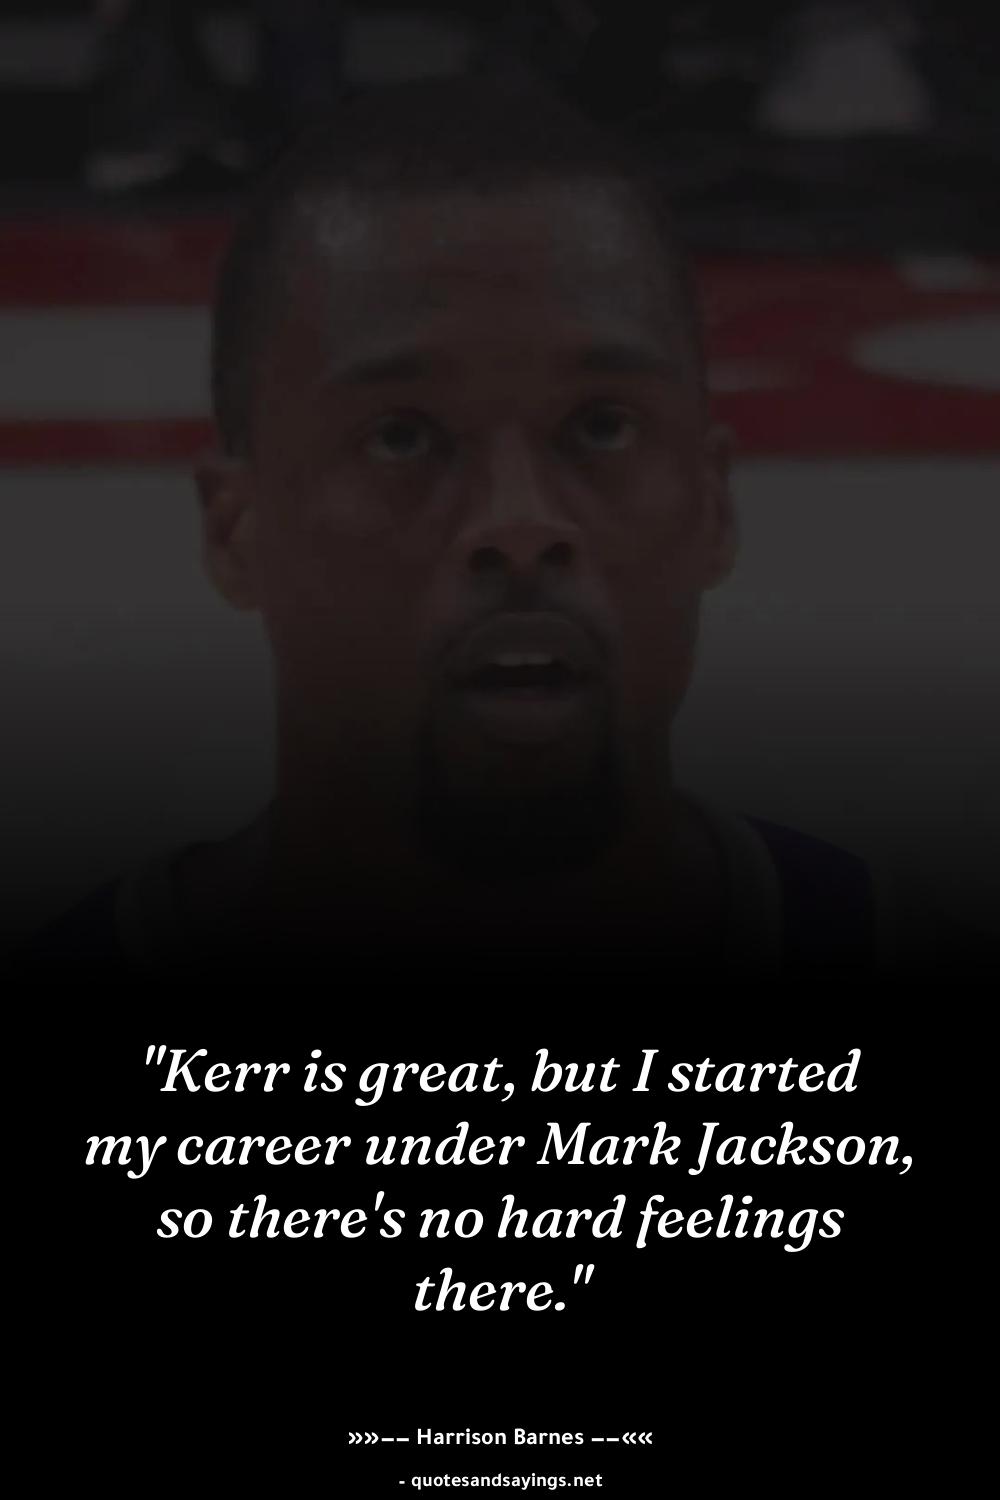 "Kerr is great, but I started
my career under Mark Jackson,
so there's no hard feelings
there."
»»—— Harrison Barnes ——««
- quotesandsayings.net